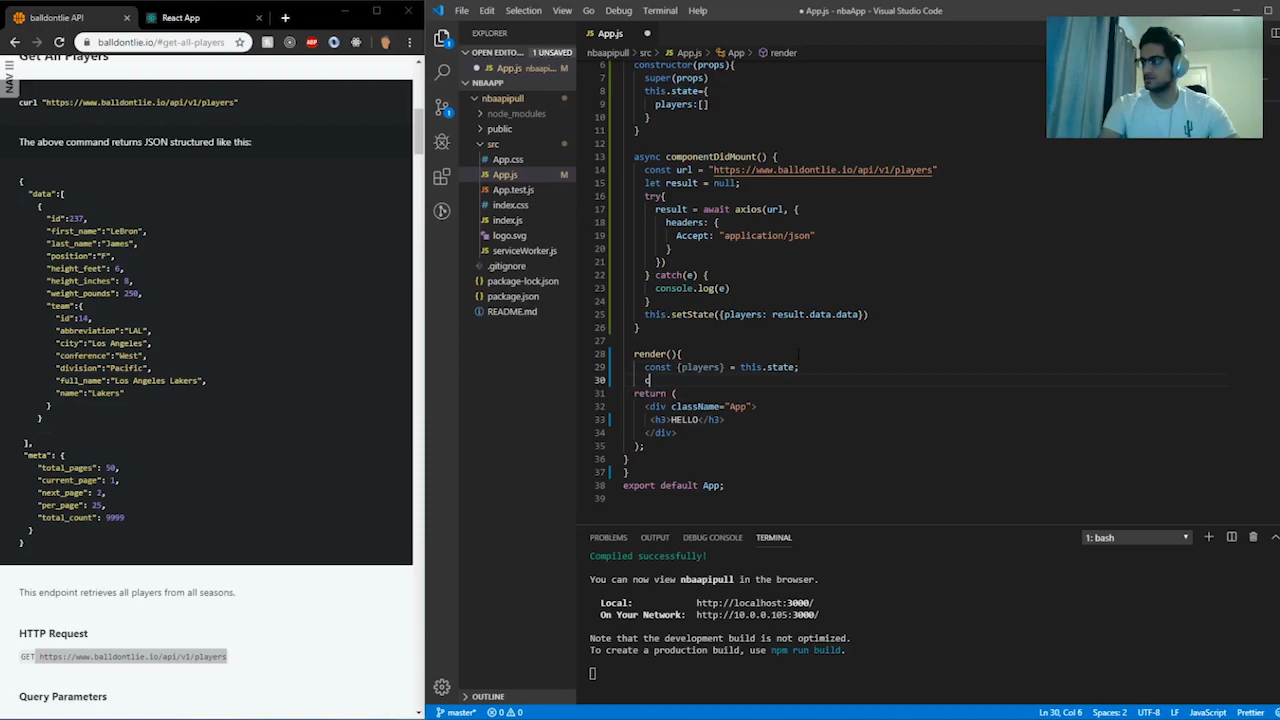 balldontlie API
React App
balldontlie.io/#get-all-players
NAV
Get All Players
curl "https://www.balldontlie.io/api/v1/players"
The above command returns JSON structured like this:
{
"data":[
{
"id":237,
"first_name":"LeBron",
"last_name":"James",
"position":"F",
"height_feet": 6,
"height_inches": 8,
"weight_pounds": 250,
"team":{
"id":14,
"abbreviation":"LAL",
"city":"Los Angeles",
"conference":"West",
"division":"Pacific",
"full_name":"Los Angeles Lakers",
"name":"Lakers"
}
}
...
],
"meta": {
"total_pages": 50,
"current_page": 1,
"next_page": 2,
"per_page": 25,
"total_count": 9999
}
}
This endpoint retrieves all players from all seasons.
HTTP Request
GET https://www.balldontlie.io/api/v1/players
Query Parameters
File Edit Selection View Go Debug Terminal Help
● App.js - nbaApp - Visual Studio Code
EXPLORER
OPEN EDITO... 1 UNSAVED
App.js nbaapi... M
NBAAPP
nbaapipull
node_modules
public
src
App.css
App.js M
App.test.js
index.css
index.js
logo.svg
serviceWorker.js
.gitignore
package-lock.json
package.json
README.md
OUTLINE
App.js
nbaapipull > src > App.js > App > render
6 constructor(props){
7 super(props)
8 this.state={
9 players:[]
10 }
11 }
12
13 async componentDidMount() {
14 const url = "https://www.balldontlie.io/api/v1/players"
15 let result = null;
16 try{
17 result = await axios(url, {
18 headers: {
19 Accept: "application/json"
20 }
21 })
22 } catch(e) {
23 console.log(e)
24 }
25 this.setState({players: result.data.data})
26 }
27
28 render(){
29 const {players} = this.state;
30 c
31 return (
32 <div className="App">
33 <h3>HELLO</h3>
34 </div>
35 );
36 }
37 }
38 export default App;
39
PROBLEMS OUTPUT DEBUG CONSOLE TERMINAL
1: bash
Compiled successfully!
You can now view nbaapipull in the browser.
Local: http://localhost:3000/
On Your Network: http://10.0.0.105:3000/
Note that the development build is not optimized.
To create a production build, use npm run build.
master* 0 0
Ln 30, Col 6 Spaces: 2 UTF-8 LF JavaScript Prettier